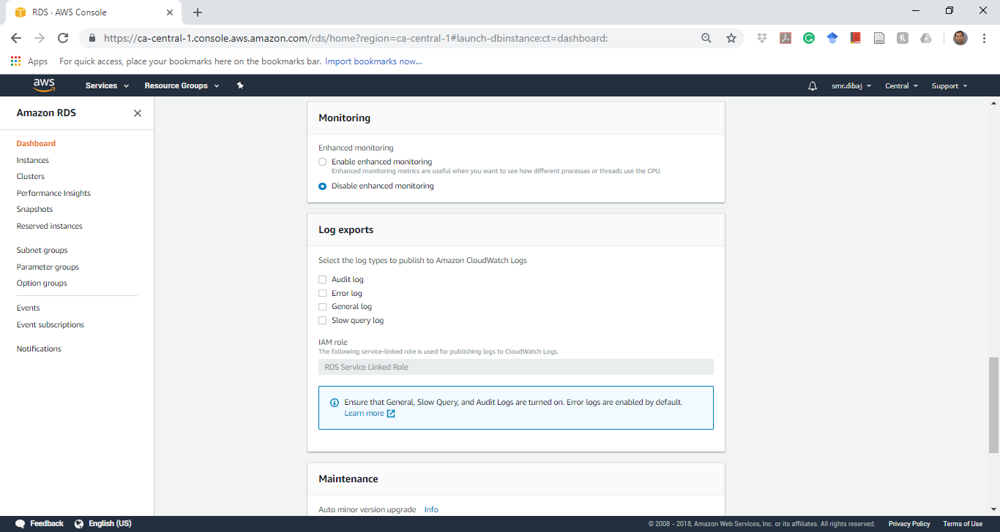 RDS · AWS Console
https://ca-central-1.console.aws.amazon.com/rds/home?region=ca-central-1#launch-dbinstance:ct=dashboard:
Apps For quick access, place your bookmarks here on the bookmarks bar. Import bookmarks now...
aws Services Resource Groups smr.dibaj Central Support
Amazon RDS
Dashboard
Instances
Clusters
Performance Insights
Snapshots
Reserved instances
Subnet groups
Parameter groups
Option groups
Events
Event subscriptions
Notifications
Monitoring
Enhanced monitoring
Enable enhanced monitoring
Enhanced monitoring metrics are useful when you want to see how different processes or threads use the CPU.
Disable enhanced monitoring
Log exports
Select the log types to publish to Amazon CloudWatch Logs
Audit log
Error log
General log
Slow query log
IAM role
The following service-linked role is used for publishing logs to CloudWatch Logs.
RDS Service Linked Role
Ensure that General, Slow Query, and Audit Logs are turned on. Error logs are enabled by default.
Learn more
Maintenance
Auto minor version upgrade Info
Feedback English (US) © 2008 - 2018, Amazon Web Services, Inc. or its affiliates. All rights reserved. Privacy Policy Terms of Use